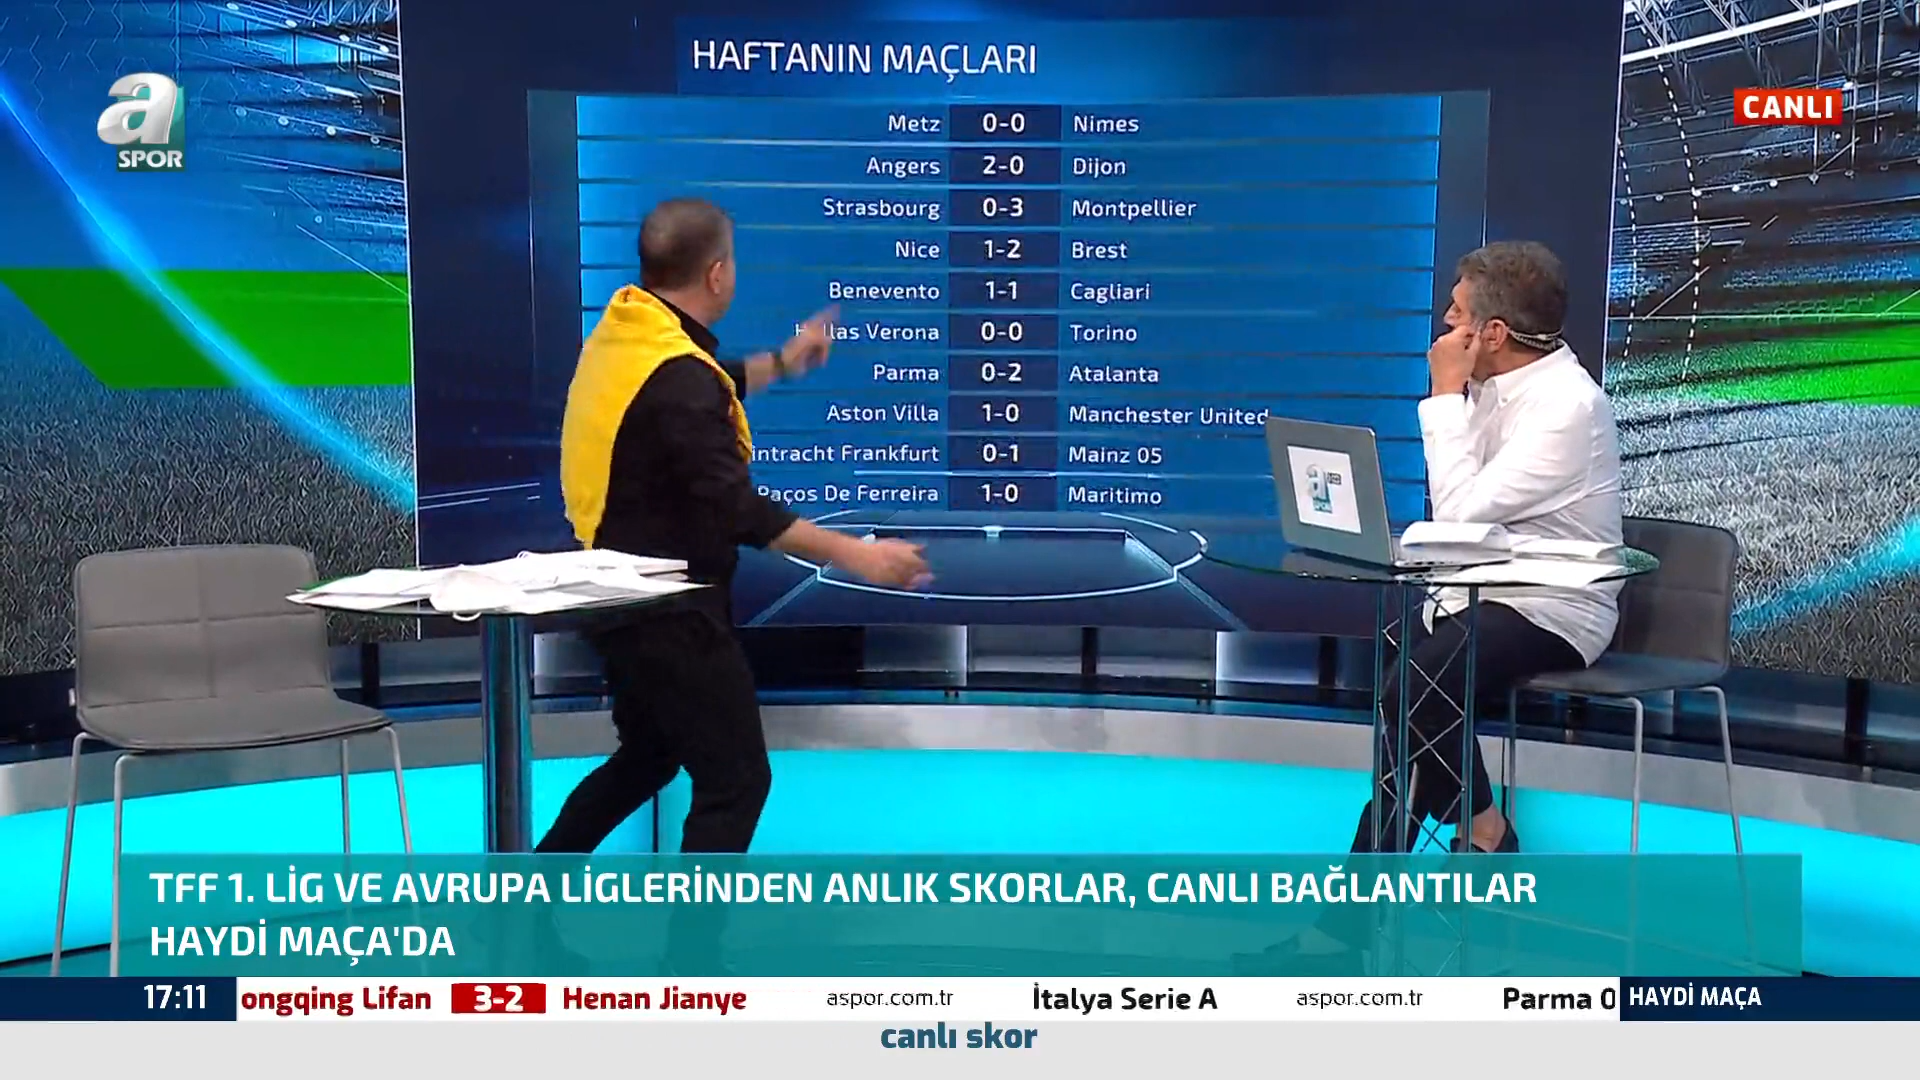 HAFTANIN MAÇLARI
a
SPOR
CANLI
Metz 0-0 Nimes
Angers 2-0 Dijon
Strasbourg 0-3 Montpellier
Nice 1-2 Brest
Benevento 1-1 Cagliari
Verona 0-0 Torino
Parma 0-2 Atalanta
Aston Villa 1-0 Manchester United
Frankfurt 0-1 Mainz 05
Paços De Ferreira 1-0 Maritimo
a
SPOR
TFF 1. LİG VE AVRUPA LİGLERİNDEN ANLIK SKORLAR, CANLI BAĞLANTILAR
HAYDİ MAÇA'DA
17:11 ongqing Lifan 3-2 Henan Jianye aspor.com.tr İtalya Serie A aspor.com.tr Parma 0 HAYDİ MAÇA
canlı skor